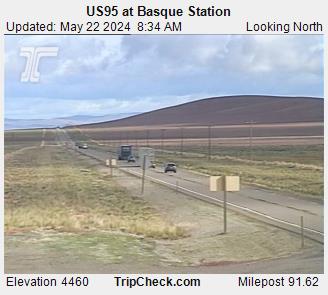 US95 at Basque Station
Updated: May 22 2024 8:34 AM Looking North
Elevation 4460 TripCheck.com Milepost 91.62